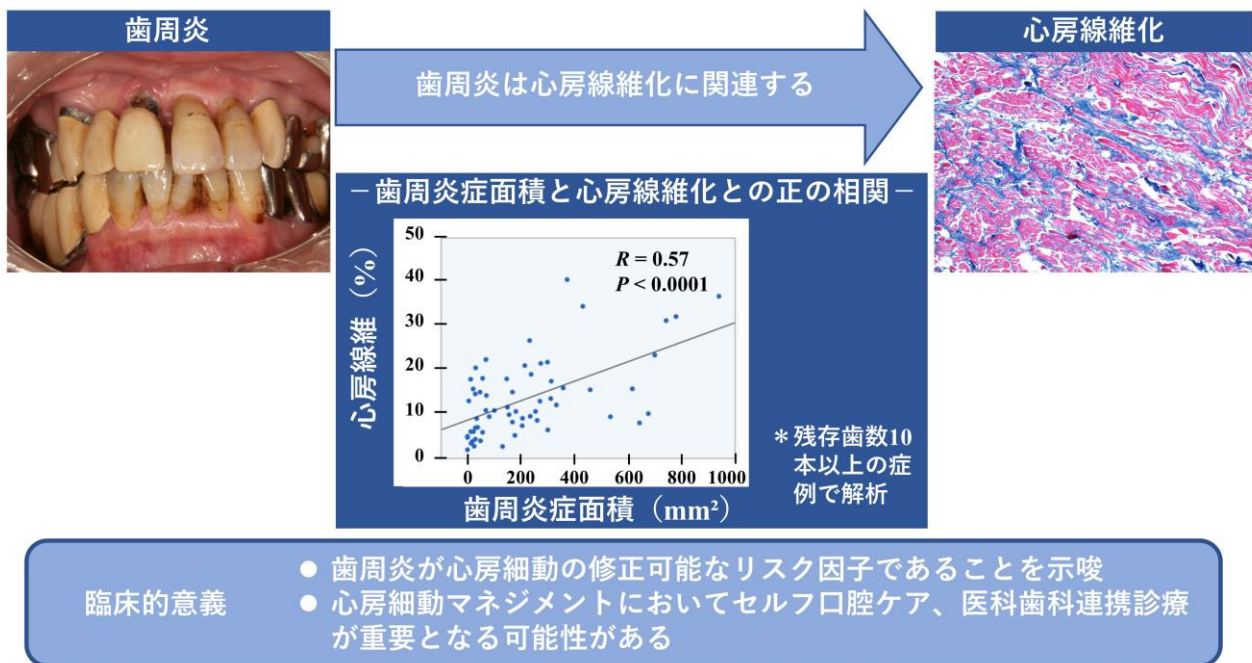 歯周炎
心房線維化
歯周炎は心房線維化に関連する
－歯周炎症面積と心房線維化との正の相関－
R = 0.57
P < 0.0001
心房線維（%）
50
40
30
20
10
0
0 200 400 600 800 1000
歯周炎症面積（mm²）
＊残存歯数10
本以上の症
例で解析
臨床的意義
● 歯周炎が心房細動の修正可能なリスク因子であることを示唆
● 心房細動マネジメントにおいてセルフ口腔ケア、医科歯科連携診療
が重要となる可能性がある